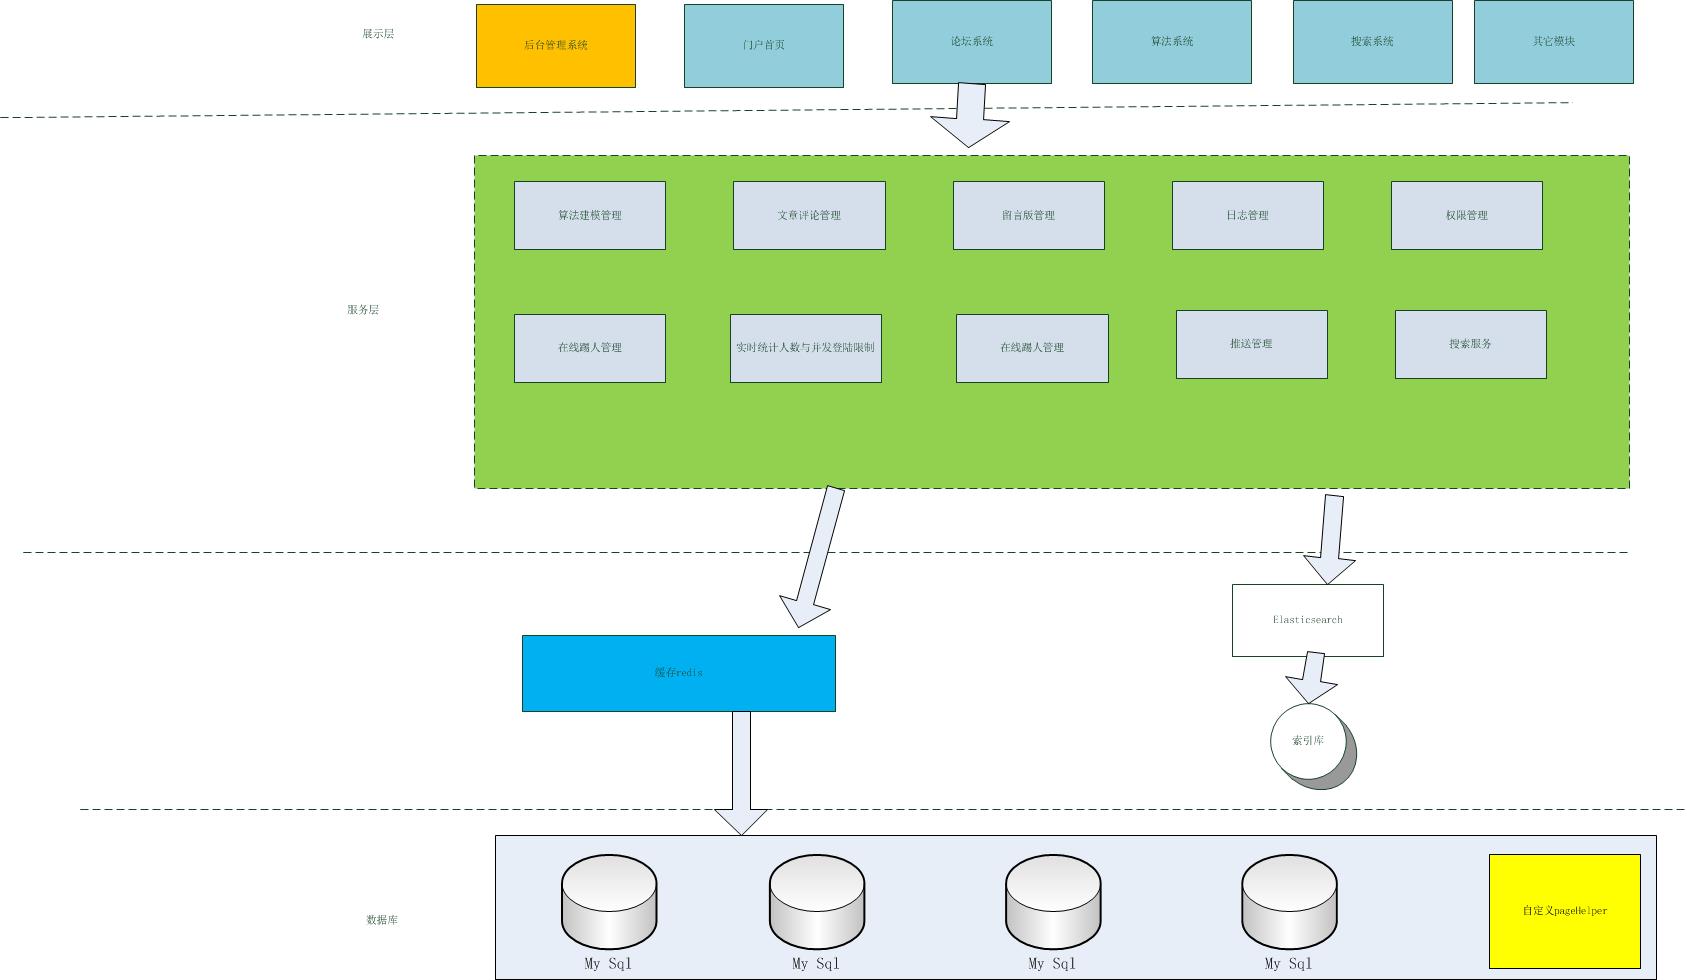 展示层
后台管理系统
门户首页
论坛系统
算法系统
搜索系统
其它模块
算法建模管理
文章评论管理
留言版管理
日志管理
权限管理
服务层
在线踢人管理
实时统计人数与并发登陆限制
在线踢人管理
推送管理
搜索服务
Elasticsearch
缓存redis
索引库
数据库
My Sql
My Sql
My Sql
My Sql
自定义pageHelper